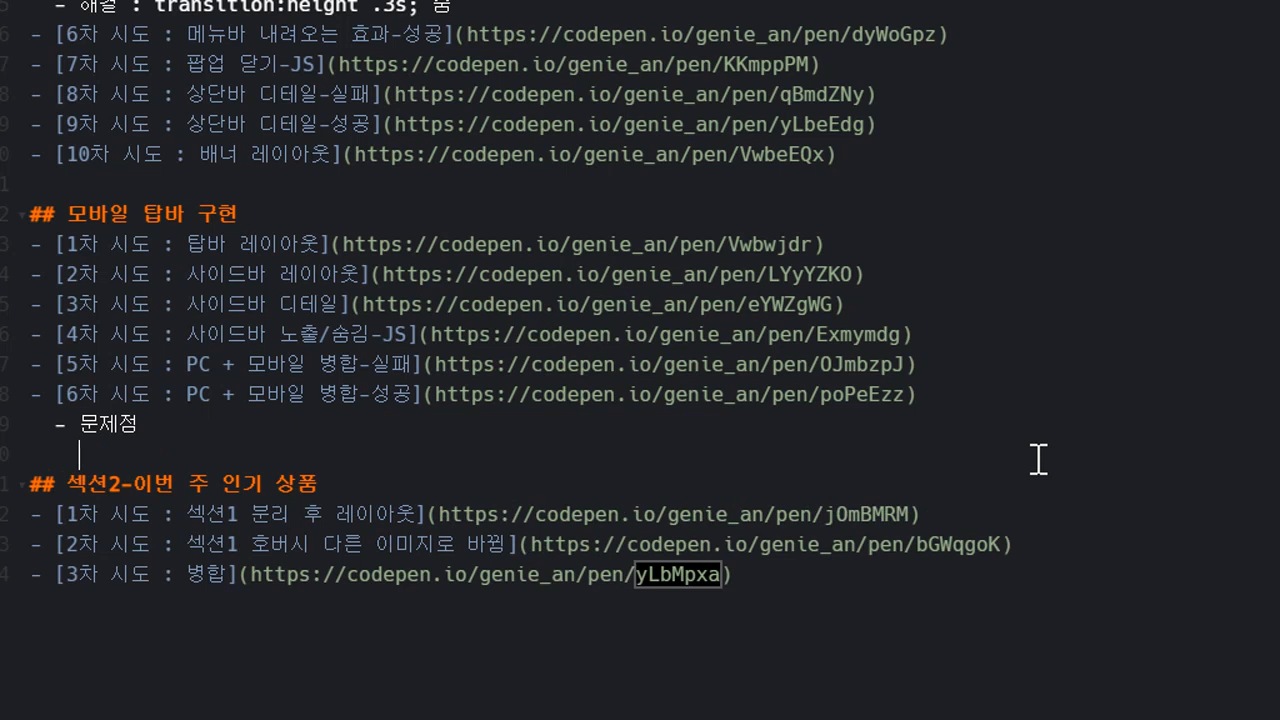 - 해결 : transition:height .3s; 줌
- [6차 시도 : 메뉴바 내려오는 효과-성공](https://codepen.io/genie_an/pen/dyWoGpz)
- [7차 시도 : 팝업 닫기-JS](https://codepen.io/genie_an/pen/KKmppPM)
- [8차 시도 : 상단바 디테일-실패](https://codepen.io/genie_an/pen/qBmdZNy)
- [9차 시도 : 상단바 디테일-성공](https://codepen.io/genie_an/pen/yLbeEdg)
- [10차 시도 : 배너 레이아웃](https://codepen.io/genie_an/pen/VwbeEQx)
## 모바일 탑바 구현
- [1차 시도 : 탑바 레이아웃](https://codepen.io/genie_an/pen/Vwbwjdr)
- [2차 시도 : 사이드바 레이아웃](https://codepen.io/genie_an/pen/LYyYZKO)
- [3차 시도 : 사이드바 디테일](https://codepen.io/genie_an/pen/eYWZgWG)
- [4차 시도 : 사이드바 노출/숨김-JS](https://codepen.io/genie_an/pen/Exmymdg)
- [5차 시도 : PC + 모바일 병합-실패](https://codepen.io/genie_an/pen/OJmbzpJ)
- [6차 시도 : PC + 모바일 병합-성공](https://codepen.io/genie_an/pen/poPeEzz)
- 문제점
## 섹션2-이번 주 인기 상품
- [1차 시도 : 섹션1 분리 후 레이아웃](https://codepen.io/genie_an/pen/jOmBMRM)
- [2차 시도 : 섹션1 호버시 다른 이미지로 바뀜](https://codepen.io/genie_an/pen/bGWqgoK)
- [3차 시도 : 병합](https://codepen.io/genie_an/pen/yLbMpxa)